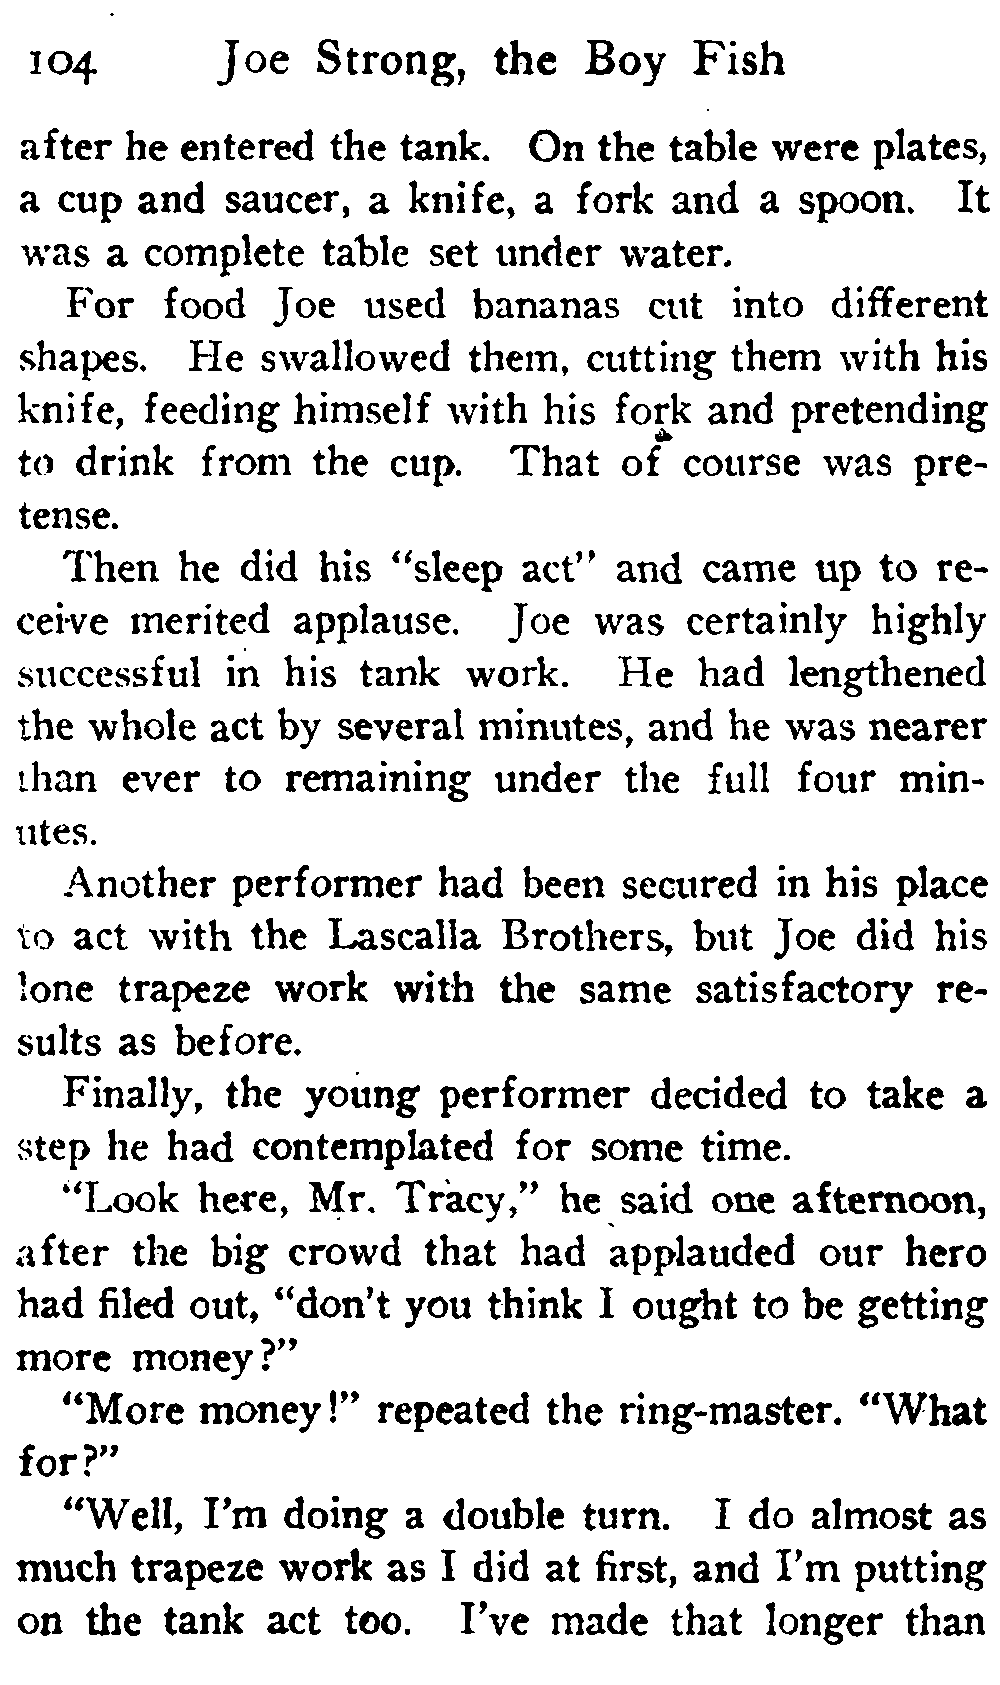 104 Joe Strong, the Boy Fish
after he entered the tank. On the table were plates,
a cup and saucer, a knife, a fork and a spoon. It
was a complete table set under water.
For food Joe used bananas cut into different
shapes. He swallowed them, cutting them with his
knife, feeding himself with his fork and pretending
to drink from the cup. That of course was pre-
tense.
Then he did his "sleep act" and came up to re-
ceive merited applause. Joe was certainly highly
successful in his tank work. He had lengthened
the whole act by several minutes, and he was nearer
than ever to remaining under the full four min-
utes.
Another performer had been secured in his place
to act with the Lascalla Brothers, but Joe did his
lone trapeze work with the same satisfactory re-
sults as before.
Finally, the young performer decided to take a
step he had contemplated for some time.
"Look here, Mr. Tracy," he said one afternoon,
after the big crowd that had applauded our hero
had filed out, "don't you think I ought to be getting
more money?"
"More money!" repeated the ring-master. "What
for?"
"Well, I'm doing a double turn. I do almost as
much trapeze work as I did at first, and I'm putting
on the tank act too. I've made that longer than